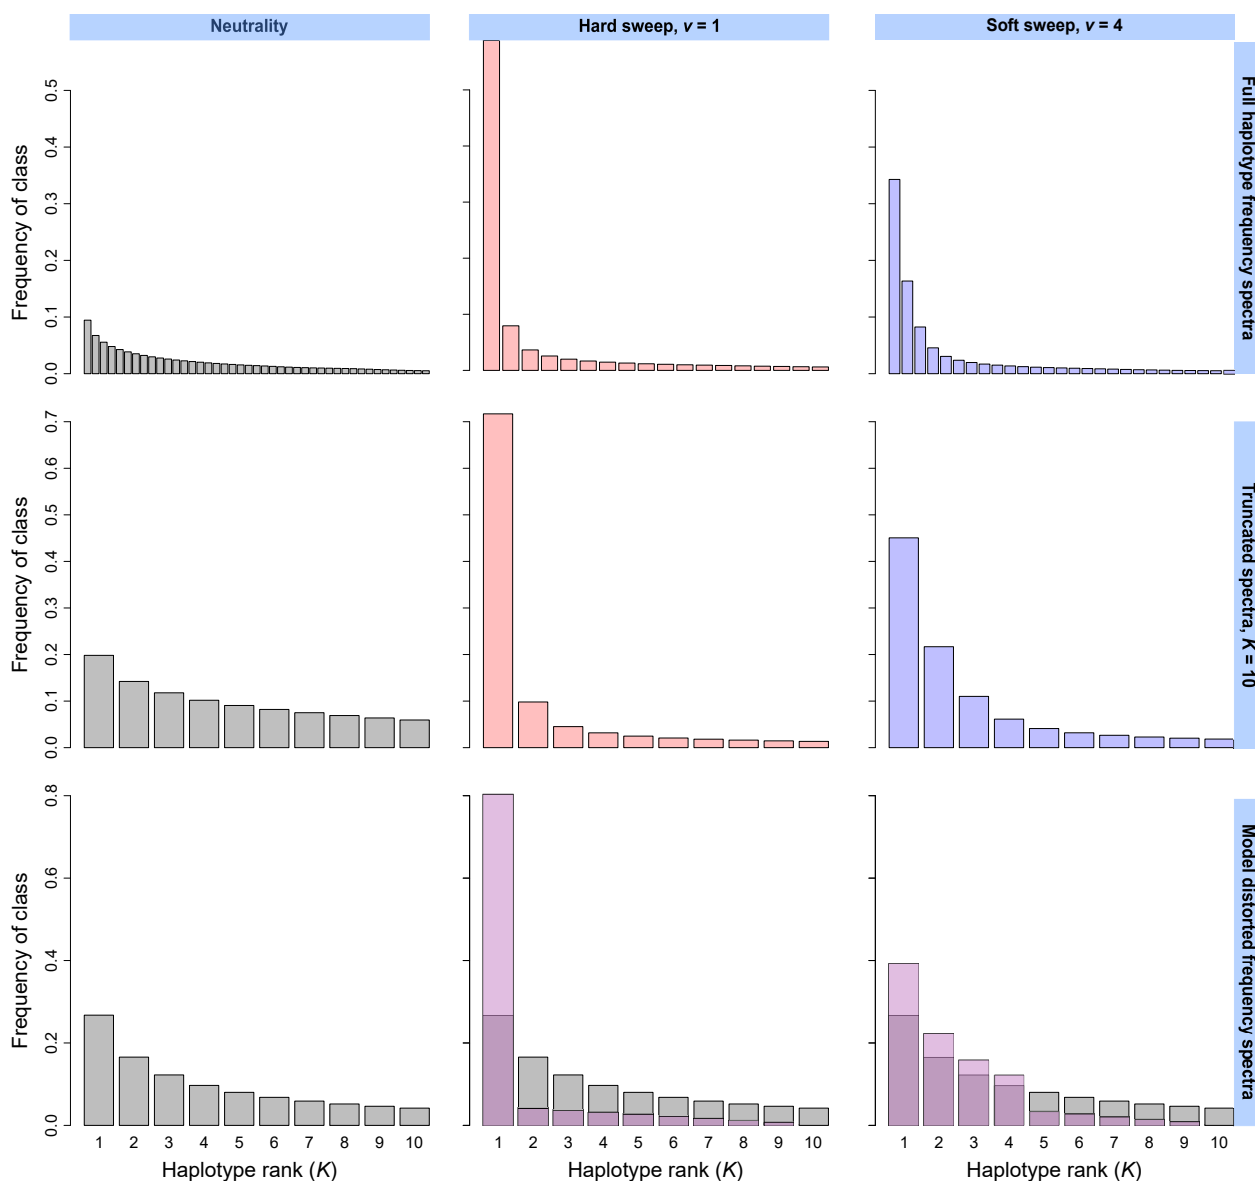 Neutrality
Hard sweep, v = 1
Soft sweep, v = 4
Frequency of class
0.5
0.4
0.3
0.2
0.1
0.0
Full haplotype frequency spectra
Frequency of class
0.7
0.6
0.5
0.4
0.3
0.2
0.1
0.0
Truncated spectra, K = 10
Frequency of class
0.8
0.6
0.4
0.2
0.0
Model distorted frequency spectra
1 2 3 4 5 6 7 8 9 10
1 2 3 4 5 6 7 8 9 10
1 2 3 4 5 6 7 8 9 10
Haplotype rank (K)
Haplotype rank (K)
Haplotype rank (K)